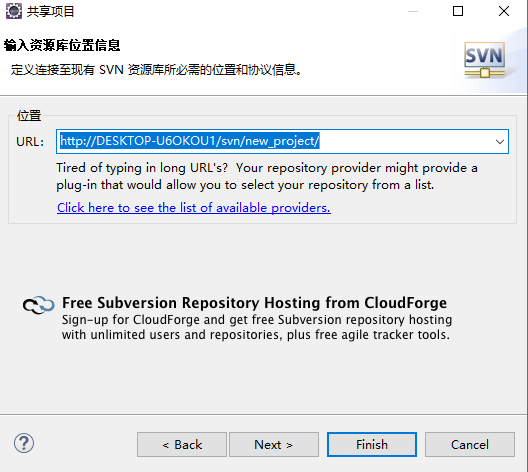 共享项目
输入资源库位置信息
定义连接至现有 SVN 资源库所必需的位置和协议信息。
SVN
位置
URL:
http://DESKTOP-U6OKOU1/svn/new_project/
Tired of typing in long URL's? Your repository provider might provide a
plug-in that would allow you to select your repository from a list.
Click here to see the list of available providers.
Free Subversion Repository Hosting from CloudForge
Sign-up for CloudForge and get free Subversion repository hosting
with unlimited users and repositories, plus free agile tracker tools.
?
< Back
Next >
Finish
Cancel